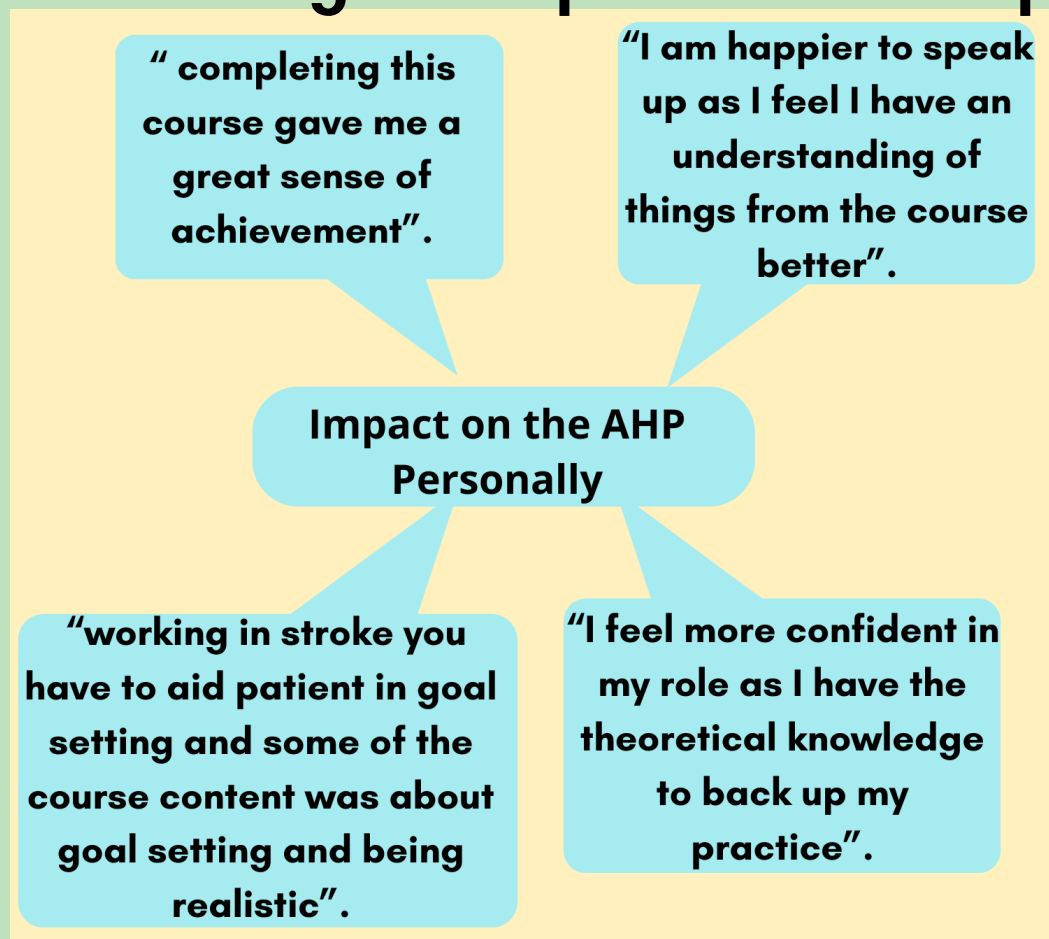 “ completing this
course gave me a
great sense of
achievement”.
“I am happier to speak
up as I feel I have an
understanding of
things from the course
better”.
Impact on the AHP
Personally
“working in stroke you
have to aid patient in goal
setting and some of the
course content was about
goal setting and being
realistic”.
“I feel more confident in
my role as I have the
theoretical knowledge
to back up my
practice”.